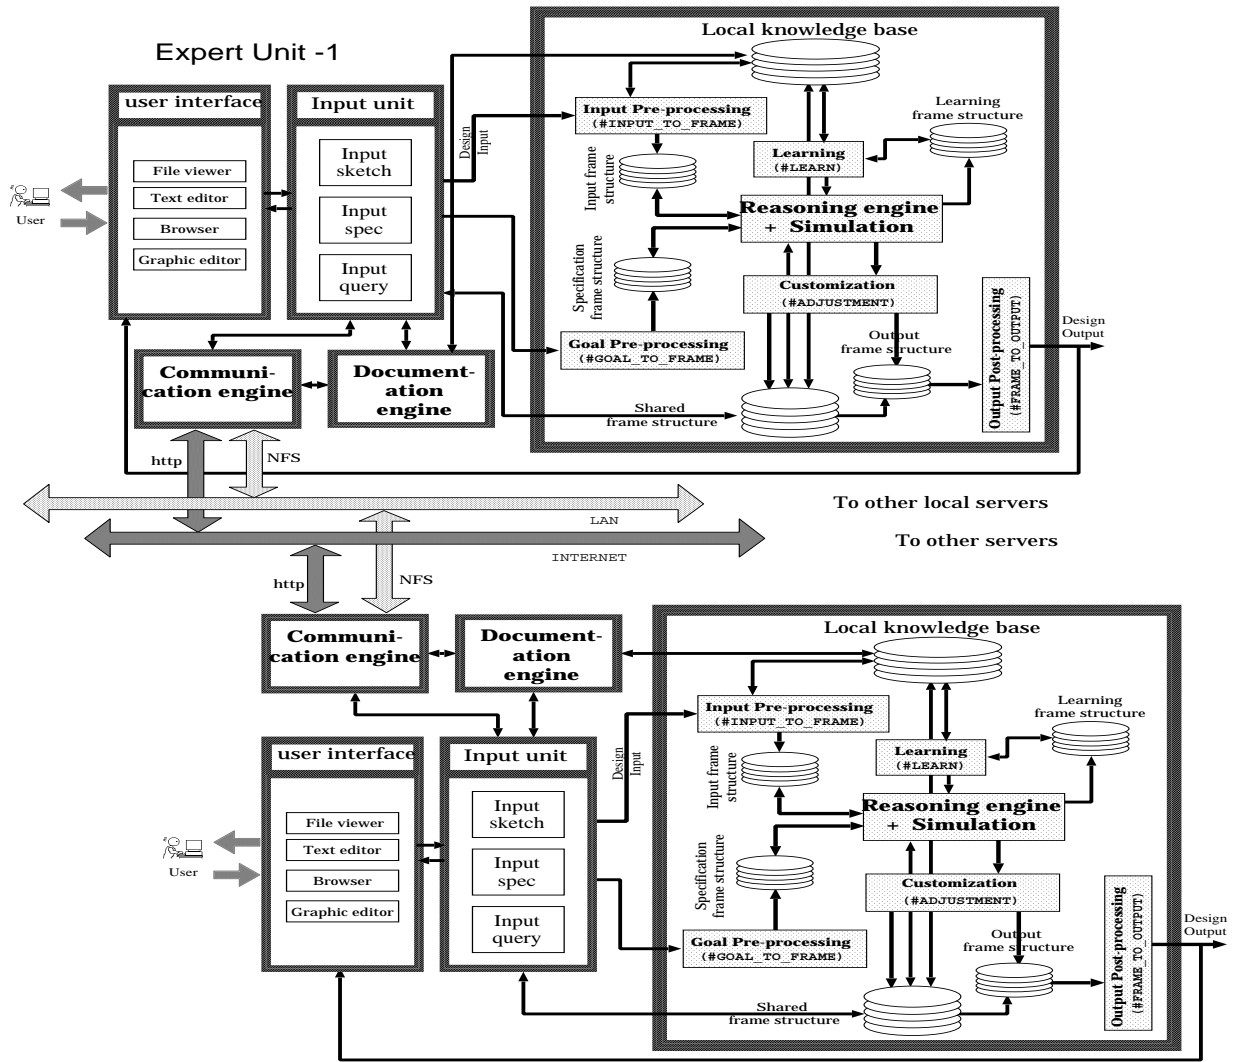 Expert Unit -1
Local knowledge base
user interface
Input unit
File viewer
Text editor
Browser
Graphic editor
User
Input
sketch
Input
spec
Input
query
Design
Input
Input Pre-processing
(#INPUT_TO_FRAME)
Learning
frame structure
Learning
(#LEARN)
Input frame
structure
Reasoning engine
+ Simulation
Specification
frame structure
Customization
(#ADJUSTMENT)
Goal Pre-processing
(#GOAL_TO_FRAME)
Output
frame structure
Output Post-processing
(#FRAME_TO_OUTPUT)
Design
Output
Shared
frame structure
Communi-
cation engine
Document-
ation
engine
http
NFS
LAN
To other local servers
INTERNET
To other servers
http
NFS
Communi-
cation engine
Document-
ation
engine
Local knowledge base
user interface
Input unit
File viewer
Text editor
Browser
Graphic editor
User
Input
sketch
Input
spec
Input
query
Design
Input
Input Pre-processing
(#INPUT_TO_FRAME)
Learning
frame structure
Learning
(#LEARN)
Input frame
structure
Reasoning engine
+ Simulation
Specification
frame structure
Customization
(#ADJUSTMENT)
Goal Pre-processing
(#GOAL_TO_FRAME)
Output
frame structure
Output Post-processing
(#FRAME_TO_OUTPUT)
Design
Output
Shared
frame structure